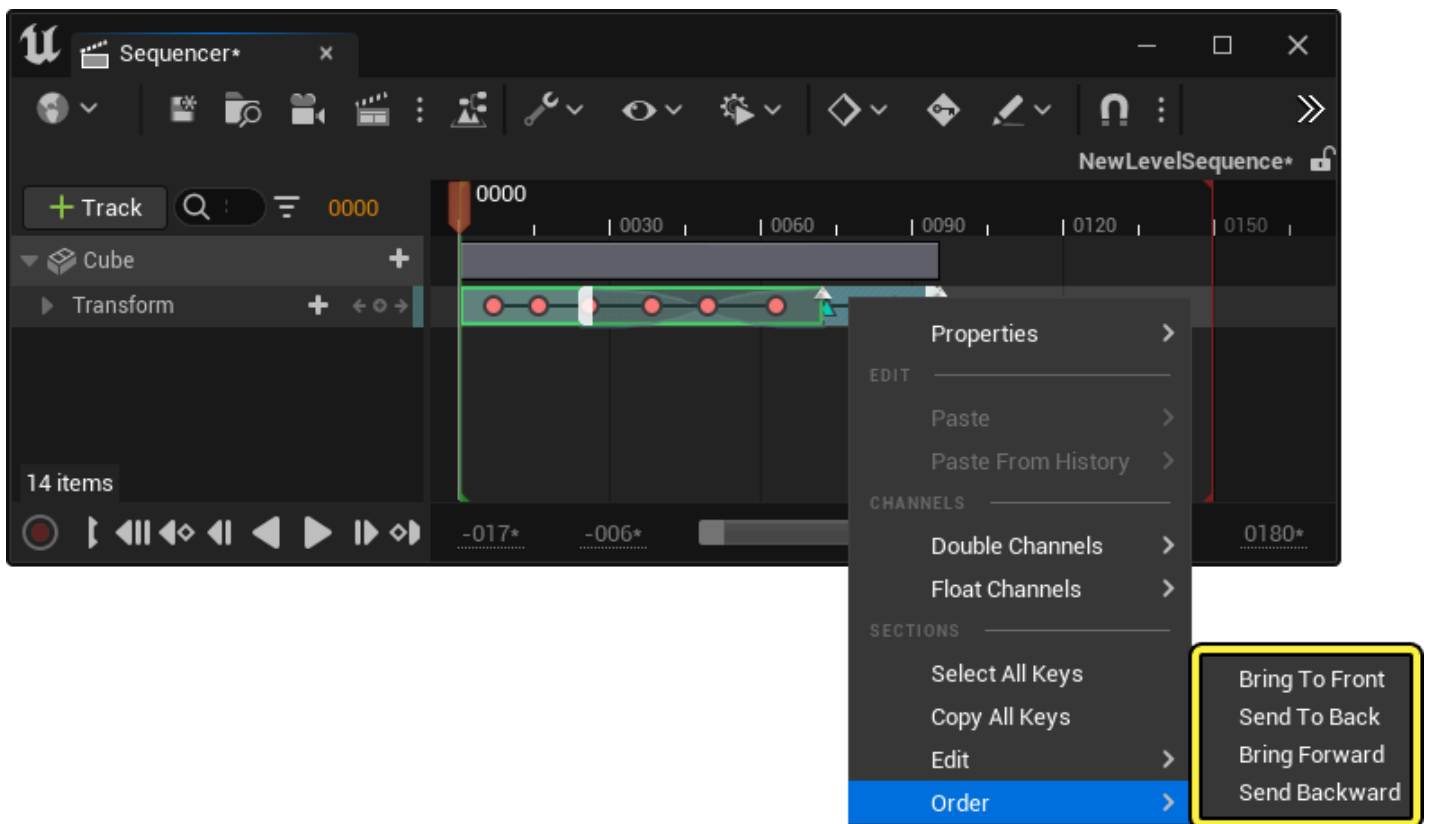 Sequencer*
NewLevelSequence*
Track
0000
0000
0030
0060
0090
0120
0150
Cube
Transform
14 items
-017*
-006*
0180*
Properties
EDIT
Paste
Paste From History
CHANNELS
Double Channels
Float Channels
SECTIONS
Select All Keys
Copy All Keys
Edit
Order
Bring To Front
Send To Back
Bring Forward
Send Backward